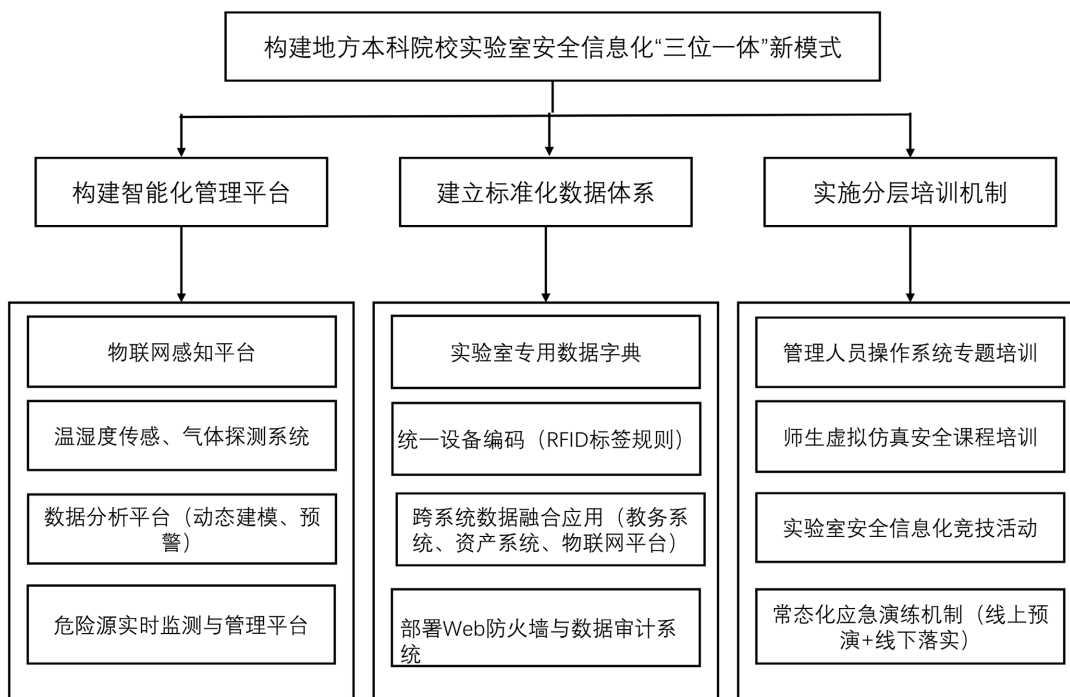 构建地方本科院校实验室安全信息化“三位一体”新模式
构建智能化管理平台
建立标准化数据体系
实施分层培训机制
物联网感知平台
温湿度传感、气体探测系统
数据分析平台（动态建模、预
警）
危险源实时监测与管理平台
实验室专用数据字典
统一设备编码（RFID标签规则）
跨系统数据融合应用（教务系
统、资产系统、物联网平台）
部署Web防火墙与数据审计系
统
管理人员操作系统专题培训
师生虚拟仿真安全课程培训
实验室安全信息化竞技活动
常态化应急演练机制（线上预
演+线下落实）